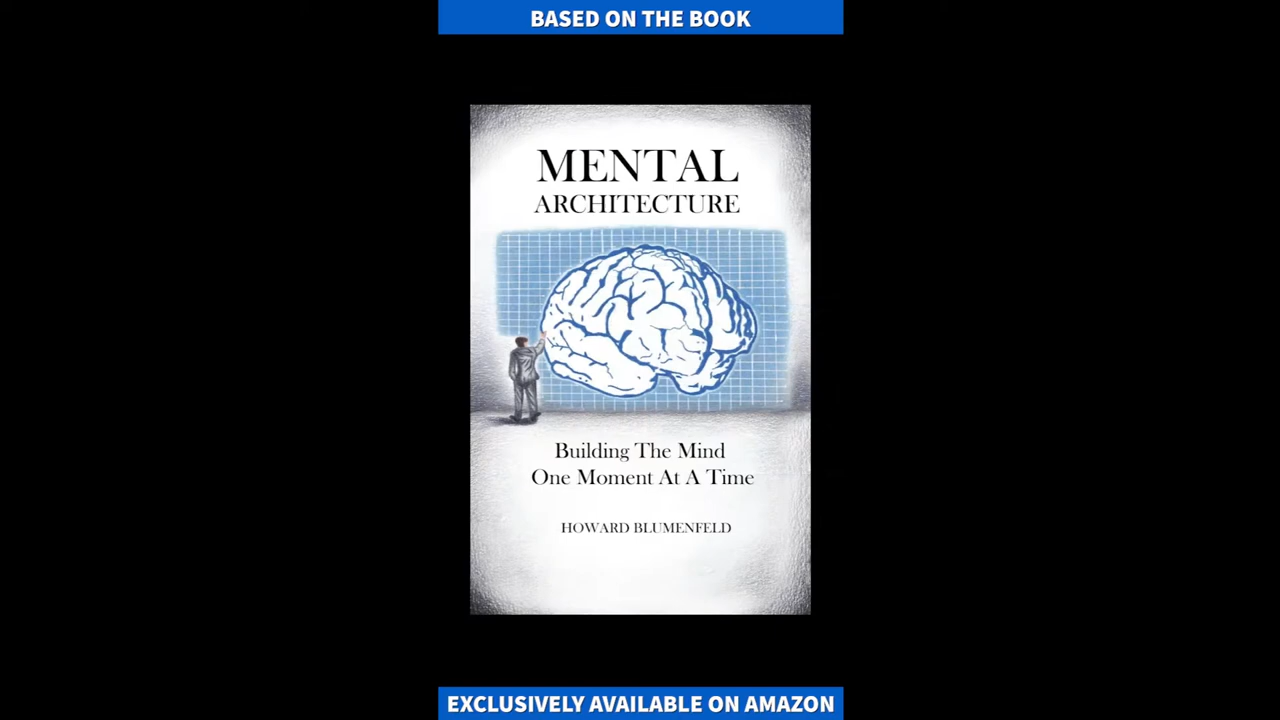 BASED ON THE BOOK
MENTAL
ARCHITECTURE
Building The Mind
One Moment At A Time
HOWARD BLUMENFELD
EXCLUSIVELY AVAILABLE ON AMAZON